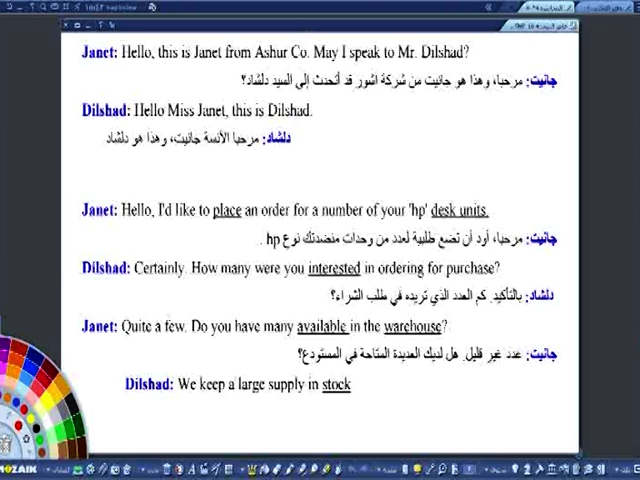 Janet: Hello, this is Janet from Ashur Co. May I speak to Mr. Dilshad?
جانيت: مرحبا، وهذا هو جانيت من شركة اشور. قد أتحدث إلى السيد دلشاد؟
Dilshad: Hello Miss Janet, this is Dilshad.
دلشاد: مرحبا الآنسة جانيت، وهذا هو دلشاد
Janet: Hello, I'd like to place an order for a number of your 'hp' desk units.
جانيت: مرحبا، أود أن تضع طلبية لعدد من وحدات منضدتك نوع hp .
Dilshad: Certainly. How many were you interested in ordering for purchase?
دلشاد: بالتأكيد. كم العدد الذي تريده في طلب الشراء؟
Janet: Quite a few. Do you have many available in the warehouse?
جانيت: عدد غير قليل. هل لديك العديدة المتاحة في المستودع؟
Dilshad: We keep a large supply in stock
MOZAIK